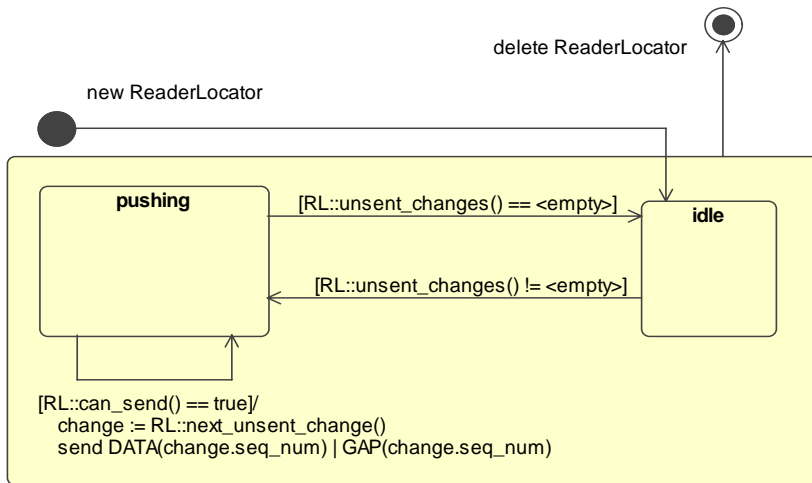 delete ReaderLocator
new ReaderLocator
pushing
[RL::unsent_changes() == <empty>]
idle
[RL::unsent_changes() != <empty>]
[RL::can_send() == true]/
change := RL::next_unsent_change()
send DATA(change.seq_num) | GAP(change.seq_num)